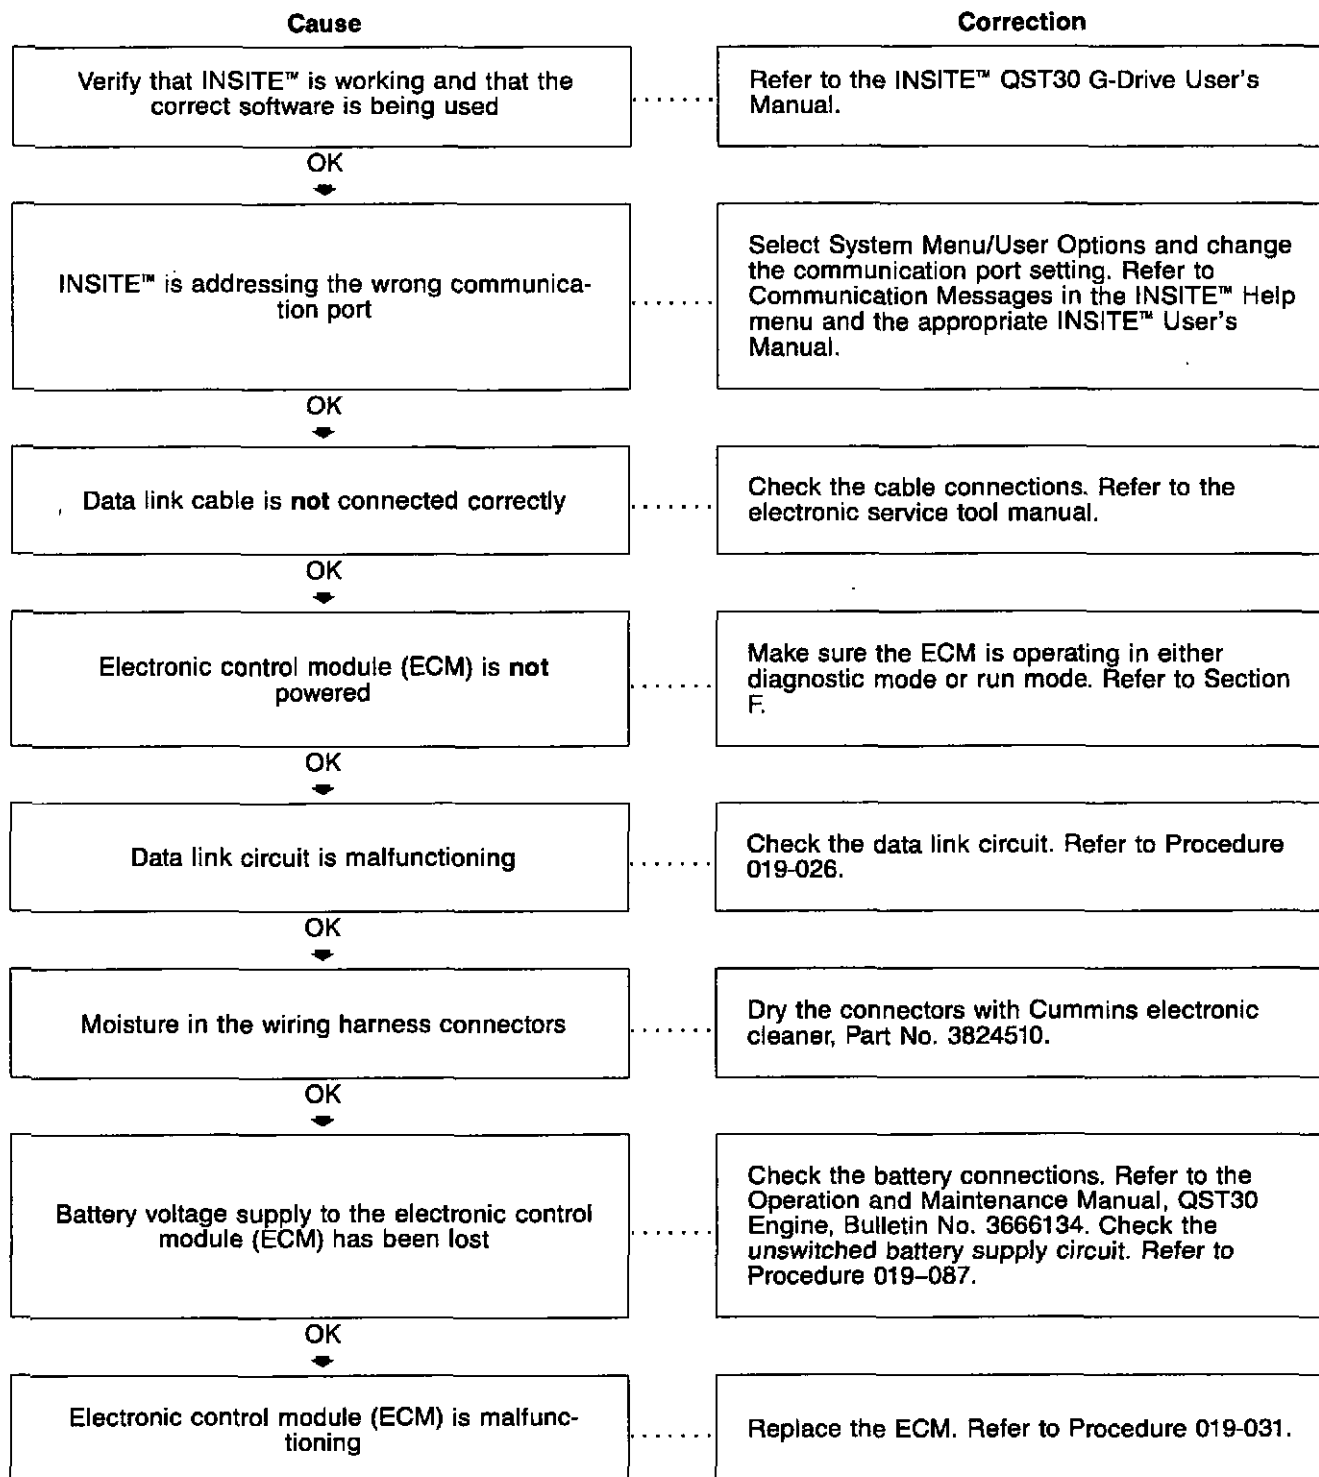 Cause
Correction
Verify that INSITE™ is working and that the
correct software is being used
Refer to the INSITE™ QST30 G-Drive User's
Manual.
OK
INSITE™ is addressing the wrong communica-
tion port
Select System Menu/User Options and change
the communication port setting. Refer to
Communication Messages in the INSITE™ Help
menu and the appropriate INSITE™ User's
Manual.
OK
Data link cable is not connected correctly
Check the cable connections. Refer to the
electronic service tool manual.
OK
Electronic control module (ECM) is not
powered
Make sure the ECM is operating in either
diagnostic mode or run mode. Refer to Section
F.
OK
Data link circuit is malfunctioning
Check the data link circuit. Refer to Procedure
019-026.
OK
Moisture in the wiring harness connectors
Dry the connectors with Cummins electronic
cleaner, Part No. 3824510.
OK
Battery voltage supply to the electronic control
module (ECM) has been lost
Check the battery connections. Refer to the
Operation and Maintenance Manual, QST30
Engine, Bulletin No. 3666134. Check the
unswitched battery supply circuit. Refer to
Procedure 019–087.
OK
Electronic control module (ECM) is malfunc-
tioning
Replace the ECM. Refer to Procedure 019-031.